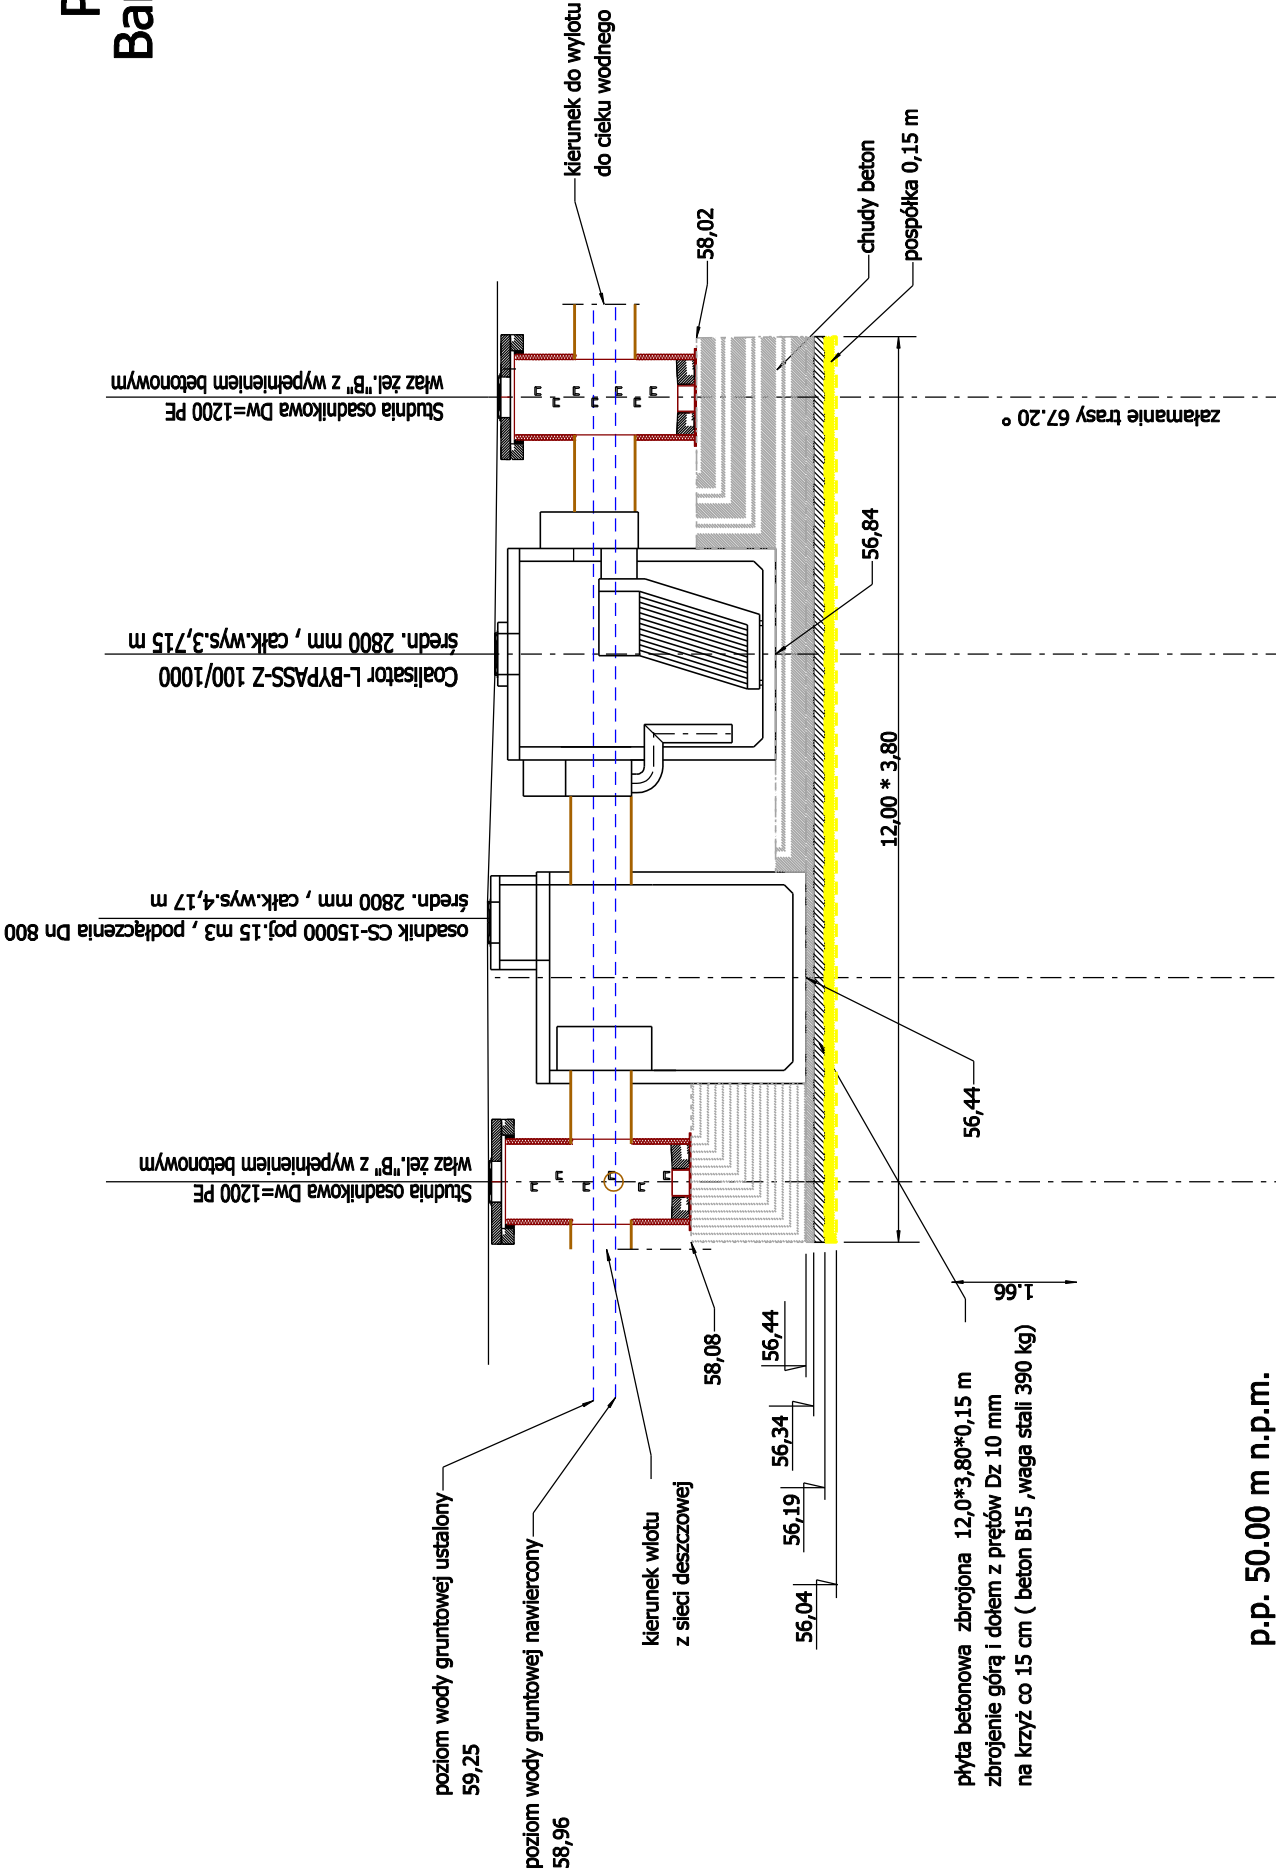 P
Bar
kierunek do wylotu
do cieku wodnego
Studnia osadnikowa Dw=1200 PE
właz żel."B" z wypełnieniem betonowym
58,02
chudy beton
pospółka 0,15 m
załamanie trasy 67.20 °
Coalisator L-BYPASS-Z 100/1000
średn. 2800 mm , całk.wys.3,715 m
56,84
12,00 * 3,80
osadnik CS-15000 poj.15 m3 , podłączenia Dn 800
średn. 2800 mm , całk.wys.4,17 m
56,44
Studnia osadnikowa Dw=1200 PE
właz żel."B" z wypełnieniem betonowym
58,08
56,44
56,34
56,19
56,04
1.66
poziom wody gruntowej ustalony
59,25
poziom wody gruntowej nawiercony
58,96
kierunek wlotu
z sieci deszczowej
płyta betonowa zbrojona 12,0*3,80*0,15 m
zbrojenie górą i dołem z prętów Dz 10 mm
na krzyż co 15 cm ( beton B15 ,waga stali 390 kg)
p.p. 50.00 m n.p.m.